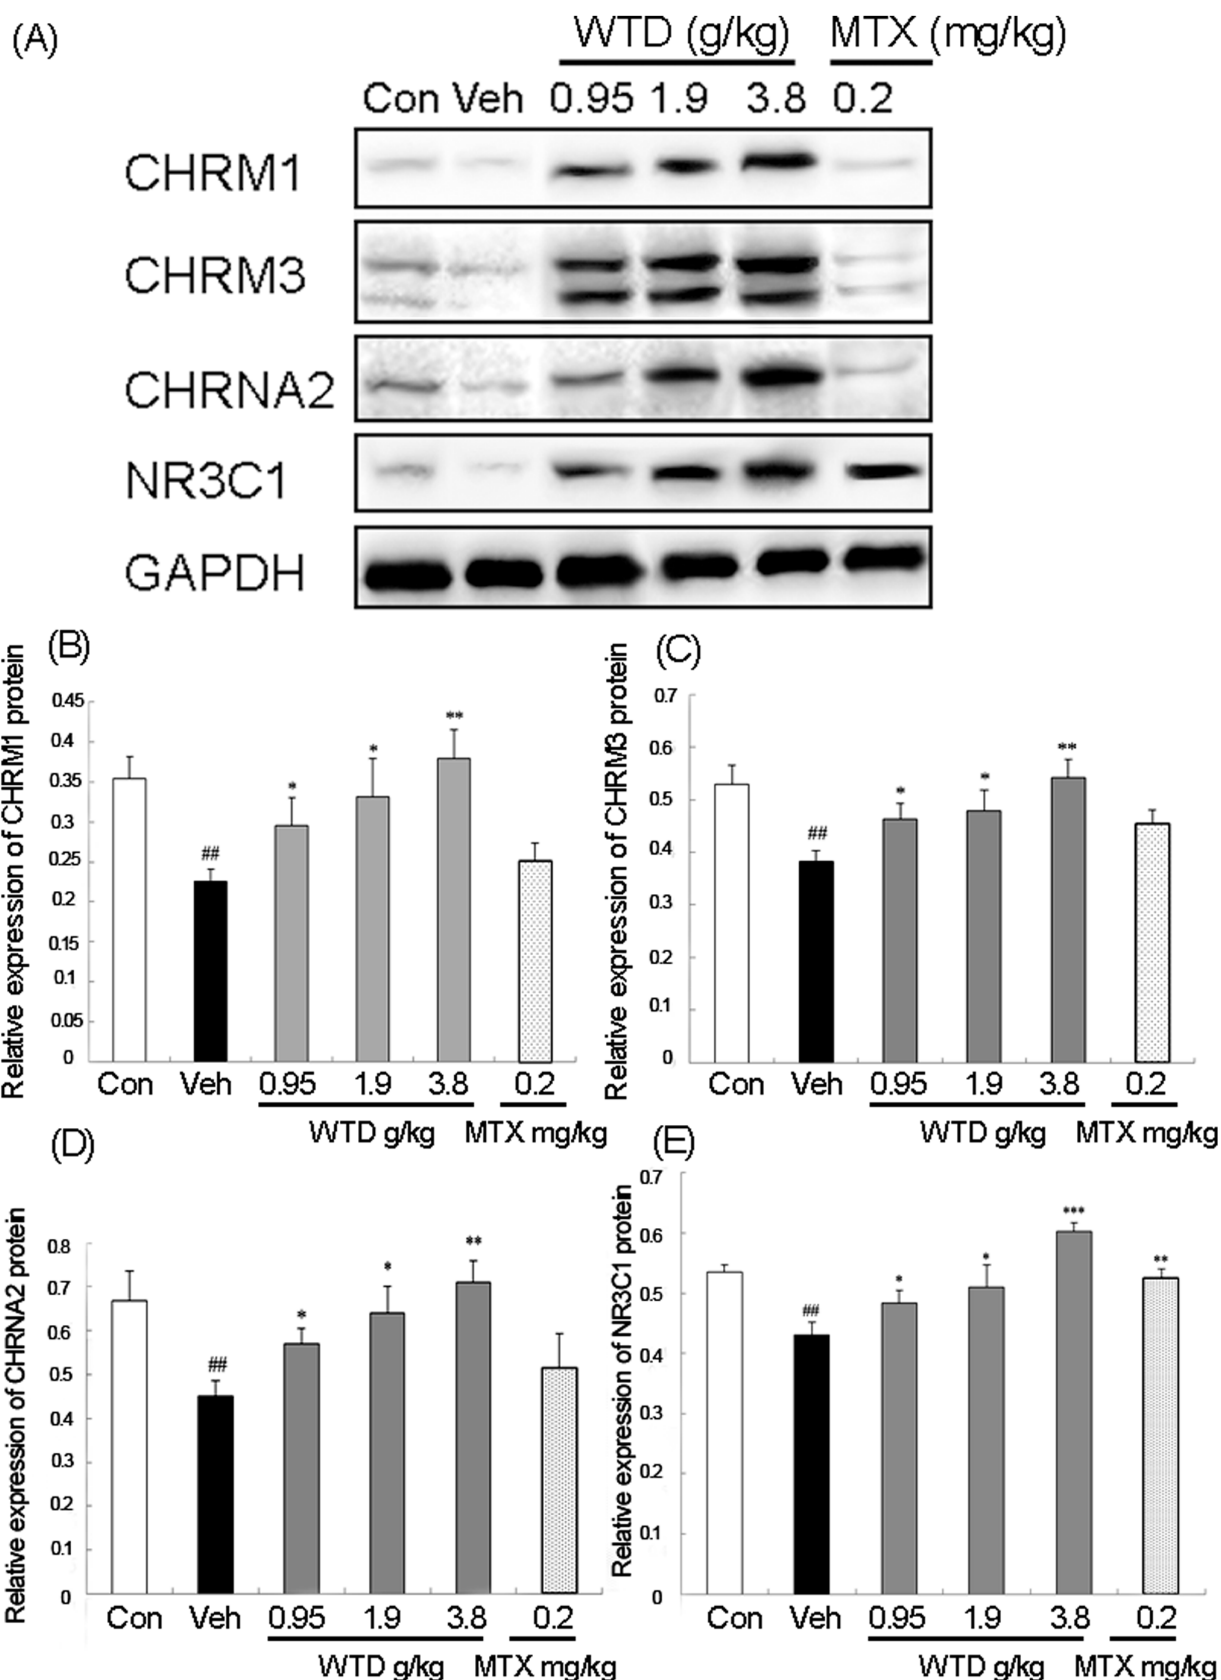 (A)
WTD (g/kg) MTX (mg/kg)
Con Veh 0.95 1.9 3.8 0.2
CHRM1
CHRM3
CHRNA2
NR3C1
GAPDH
(B)
Relative expression of CHRM1 protein
0.45
0.4
0.35
0.3
0.25
0.2
0.15
0.1
0.05
0
##
*
*
**
Con Veh 0.95 1.9 3.8 0.2
WTD g/kg MTX mg/kg
(C)
Relative expression of CHRM3 protein
0.7
0.6
0.5
0.4
0.3
0.2
0.1
0
##
*
*
**
Con Veh 0.95 1.9 3.8 0.2
WTD g/kg MTX mg/kg
(D)
Relative expression of CHRNA2 protein
0.8
0.7
0.6
0.5
0.4
0.3
0.2
0.1
0
##
*
*
**
Con Veh 0.95 1.9 3.8 0.2
WTD g/kg MTX mg/kg
(E)
Relative expression of NR3C1 protein
0.7
0.6
0.5
0.4
0.3
0.2
0.1
0
##
*
*
***
**
Con Veh 0.95 1.9 3.8 0.2
WTD g/kg MTX mg/kg